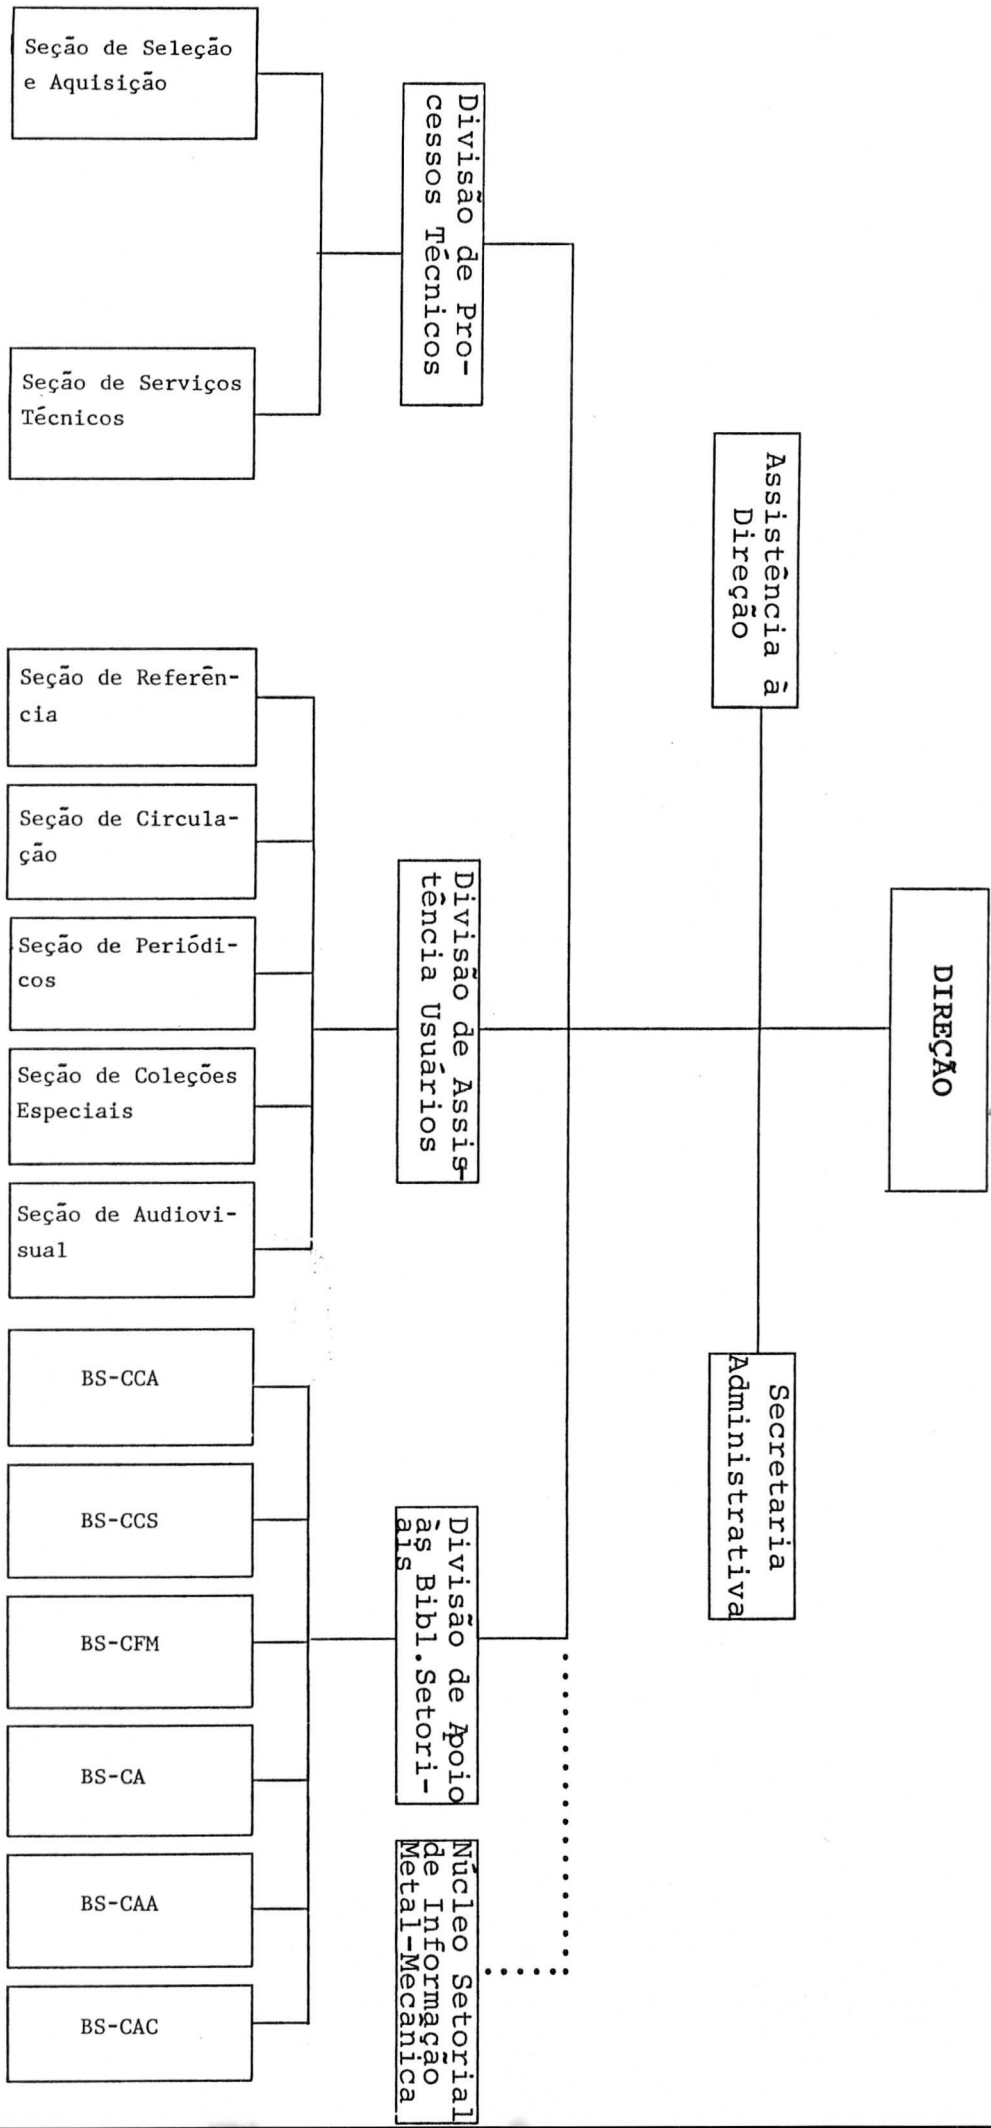 DIREÇÃO
Assistência à
Direção
Secretaria
Administrativa
Divisão de Pro-
cessos Técnicos
Divisão de Assis-
tência Usuários
Divisão de Apoio
às Bibl.Setori-
ais
Núcleo Setorial
de Informação
Metal-Mecânica
Seção de Seleção
e Aquisição
Seção de Serviços
Técnicos
Seção de Referên-
cia
Seção de Circula-
ção
Seção de Periódi-
cos
Seção de Coleções
Especiais
Seção de Audiovi-
sual
BS-CCA
BS-CCS
BS-CFM
BS-CA
BS-CAA
BS-CAC